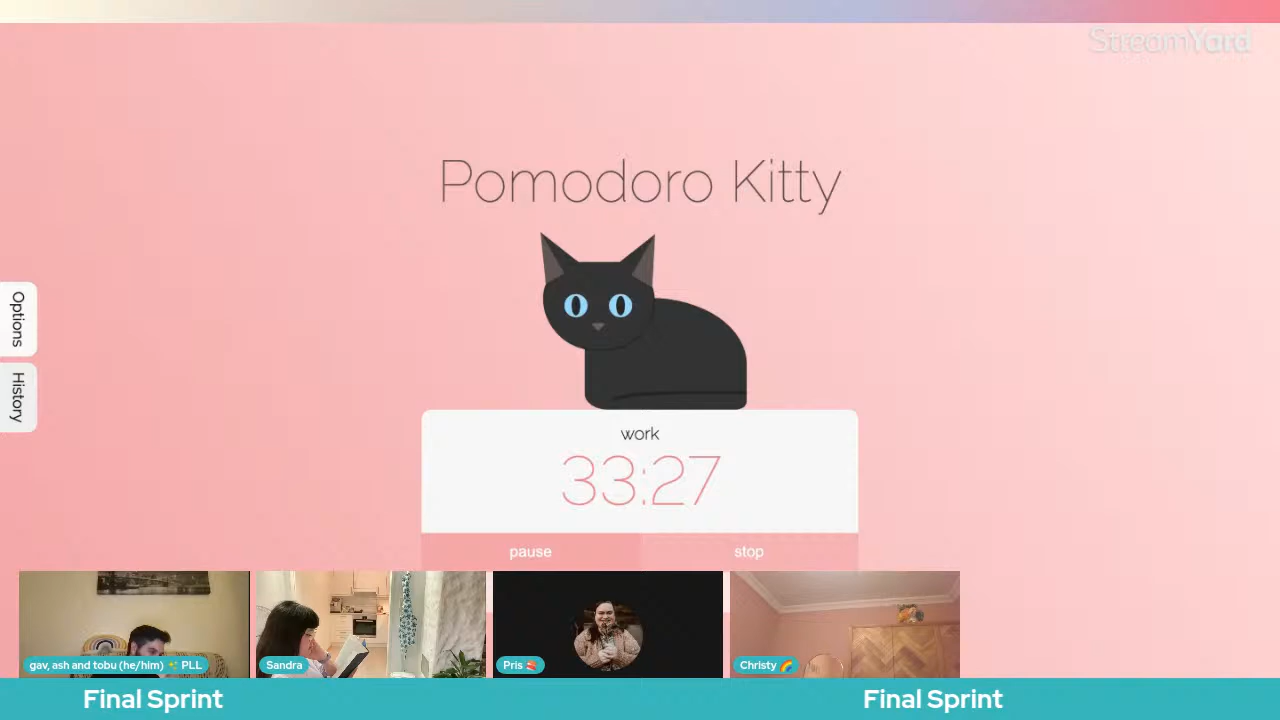 StreamYard
Pomodoro Kitty
Options
History
work
33:27
pause stop
gav, ash and tobu (he/him) ✨ PLL
Sandra
Pris
Christy 🌈
Final Sprint Final Sprint